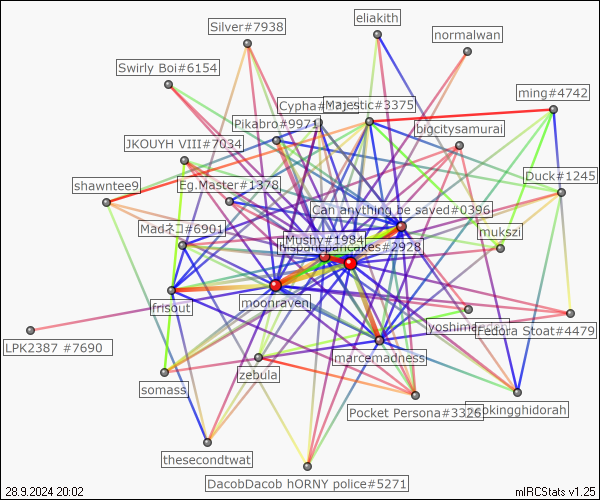 eliakith
Silver#7938
normalwan
Swirly Boi#6154
ming#4742
Majestic#3375
Pikabro#9971
bigcitysamurai
JKOUYH VIII#7034
Duck#1245
shawntee9
Eg.Master#1378
Can anything be saved#0396
Madネコ#6901
mukszi
Mushy#1984
hispanicpancakes#2928
moonraven
frisout
Fedora Stoat#4479
LPK2387 #7690
marcemadness
zebula
somass
Pocket Persona#3326
thesecondtwat
DacobDacob hORNY police#5271
28.9.2024 20:02
mIRCStats v1.25